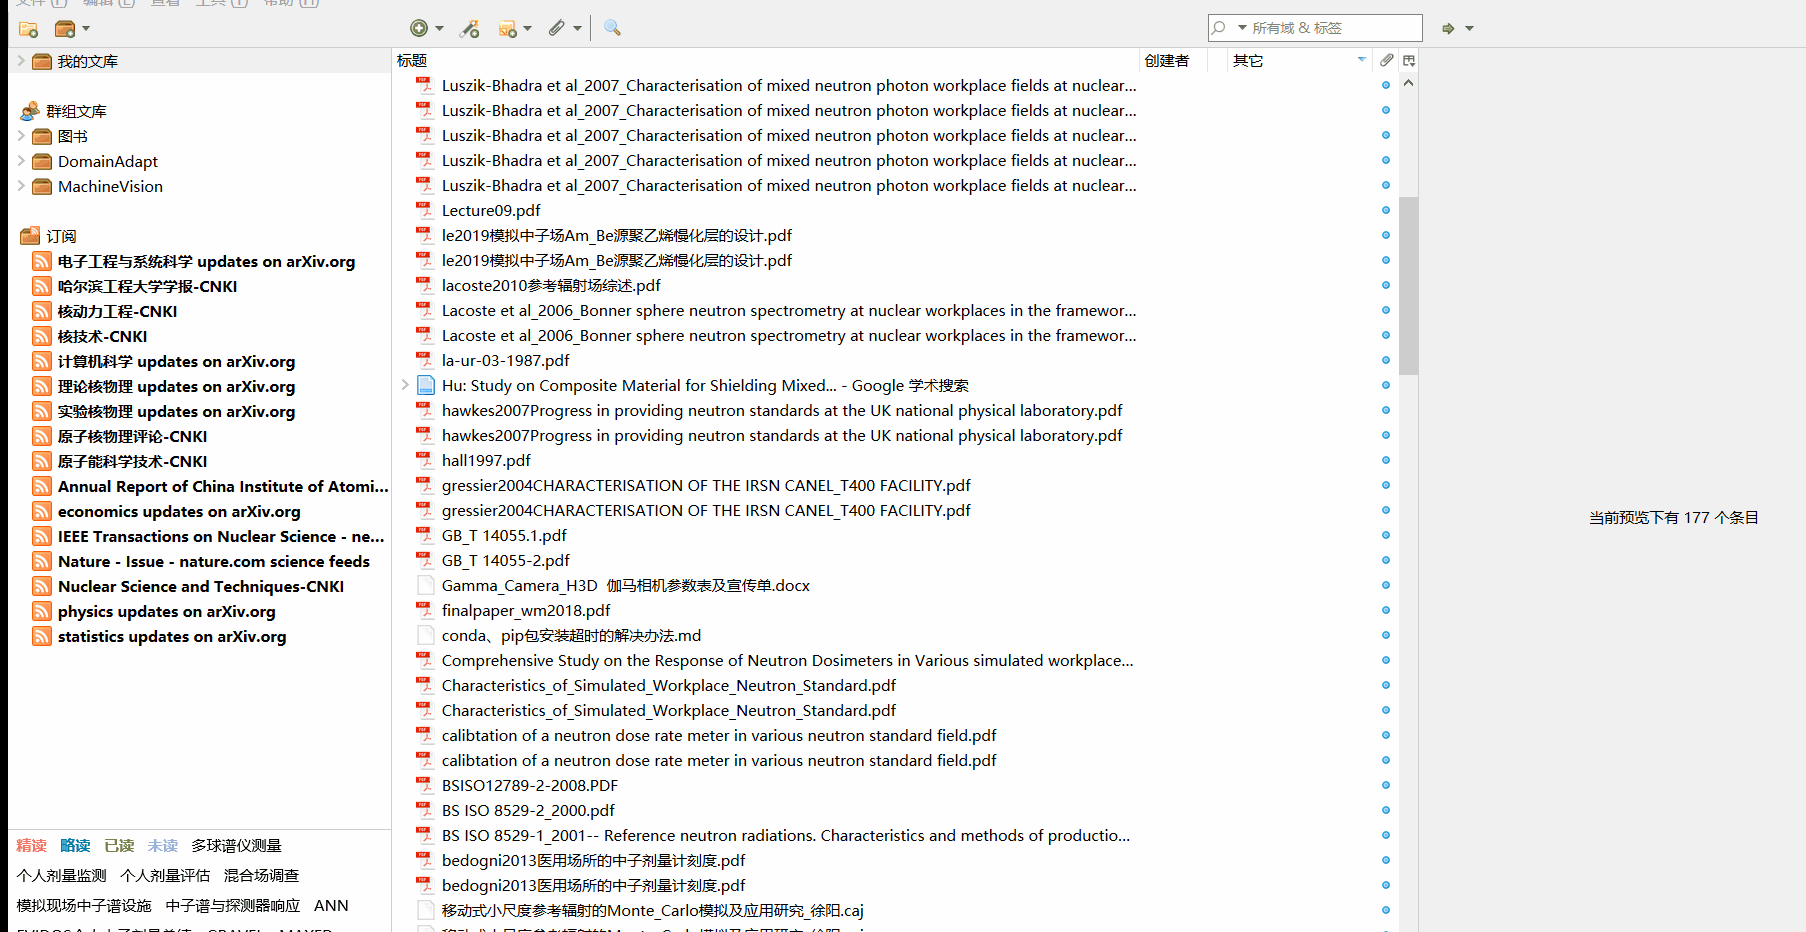 文件(F) 编辑(E) 查看 工具(T) 帮助(H)
所有域 & 标签
我的文库
群组文库
图书
DomainAdapt
MachineVision
订阅
电子工程与系统科学 updates on arXiv.org
哈尔滨工程大学学报-CNKI
核动力工程-CNKI
核技术-CNKI
计算机科学 updates on arXiv.org
理论核物理 updates on arXiv.org
实验核物理 updates on arXiv.org
原子核物理评论-CNKI
原子能科学技术-CNKI
Annual Report of China Institute of Atomi...
economics updates on arXiv.org
IEEE Transactions on Nuclear Science - ne...
Nature - Issue - nature.com science feeds
Nuclear Science and Techniques-CNKI
physics updates on arXiv.org
statistics updates on arXiv.org
精读 略读 已读 未读 多球谱仪测量
个人剂量监测 个人剂量评估 混合场调查
模拟现场中子谱设施 中子谱与探测器响应 ANN
标题 创建者 其它
Luszik-Bhadra et al_2007_Characterisation of mixed neutron photon workplace fields at nuclear...
Luszik-Bhadra et al_2007_Characterisation of mixed neutron photon workplace fields at nuclear...
Luszik-Bhadra et al_2007_Characterisation of mixed neutron photon workplace fields at nuclear...
Luszik-Bhadra et al_2007_Characterisation of mixed neutron photon workplace fields at nuclear...
Luszik-Bhadra et al_2007_Characterisation of mixed neutron photon workplace fields at nuclear...
Lecture09.pdf
le2019模拟中子场Am_Be源聚乙烯慢化层的设计.pdf
le2019模拟中子场Am_Be源聚乙烯慢化层的设计.pdf
lacoste2010参考辐射场综述.pdf
Lacoste et al_2006_Bonner sphere neutron spectrometry at nuclear workplaces in the framewor...
Lacoste et al_2006_Bonner sphere neutron spectrometry at nuclear workplaces in the framewor...
la-ur-03-1987.pdf
Hu: Study on Composite Material for Shielding Mixed... - Google 学术搜索
hawkes2007Progress in providing neutron standards at the UK national physical laboratory.pdf
hawkes2007Progress in providing neutron standards at the UK national physical laboratory.pdf
hall1997.pdf
gressier2004CHARACTERISATION OF THE IRSN CANEL_T400 FACILITY.pdf
gressier2004CHARACTERISATION OF THE IRSN CANEL_T400 FACILITY.pdf
GB_T 14055.1.pdf
GB_T 14055-2.pdf
Gamma_Camera_H3D 伽马相机参数表及宣传单.docx
finalpaper_wm2018.pdf
conda、pip包安装超时的解决办法.md
Comprehensive Study on the Response of Neutron Dosimeters in Various simulated workplace...
Characteristics_of_Simulated_Workplace_Neutron_Standard.pdf
Characteristics_of_Simulated_Workplace_Neutron_Standard.pdf
calibtation of a neutron dose rate meter in various neutron standard field.pdf
calibtation of a neutron dose rate meter in various neutron standard field.pdf
BSISO12789-2-2008.PDF
BS ISO 8529-2_2000.pdf
BS ISO 8529-1_2001-- Reference neutron radiations. Characteristics and methods of productio...
bedogni2013医用场所的中子剂量计刻度.pdf
bedogni2013医用场所的中子剂量计刻度.pdf
移动式小尺度参考辐射的Monte_Carlo模拟及应用研究_徐阳.caj
当前预览下有 177 个条目